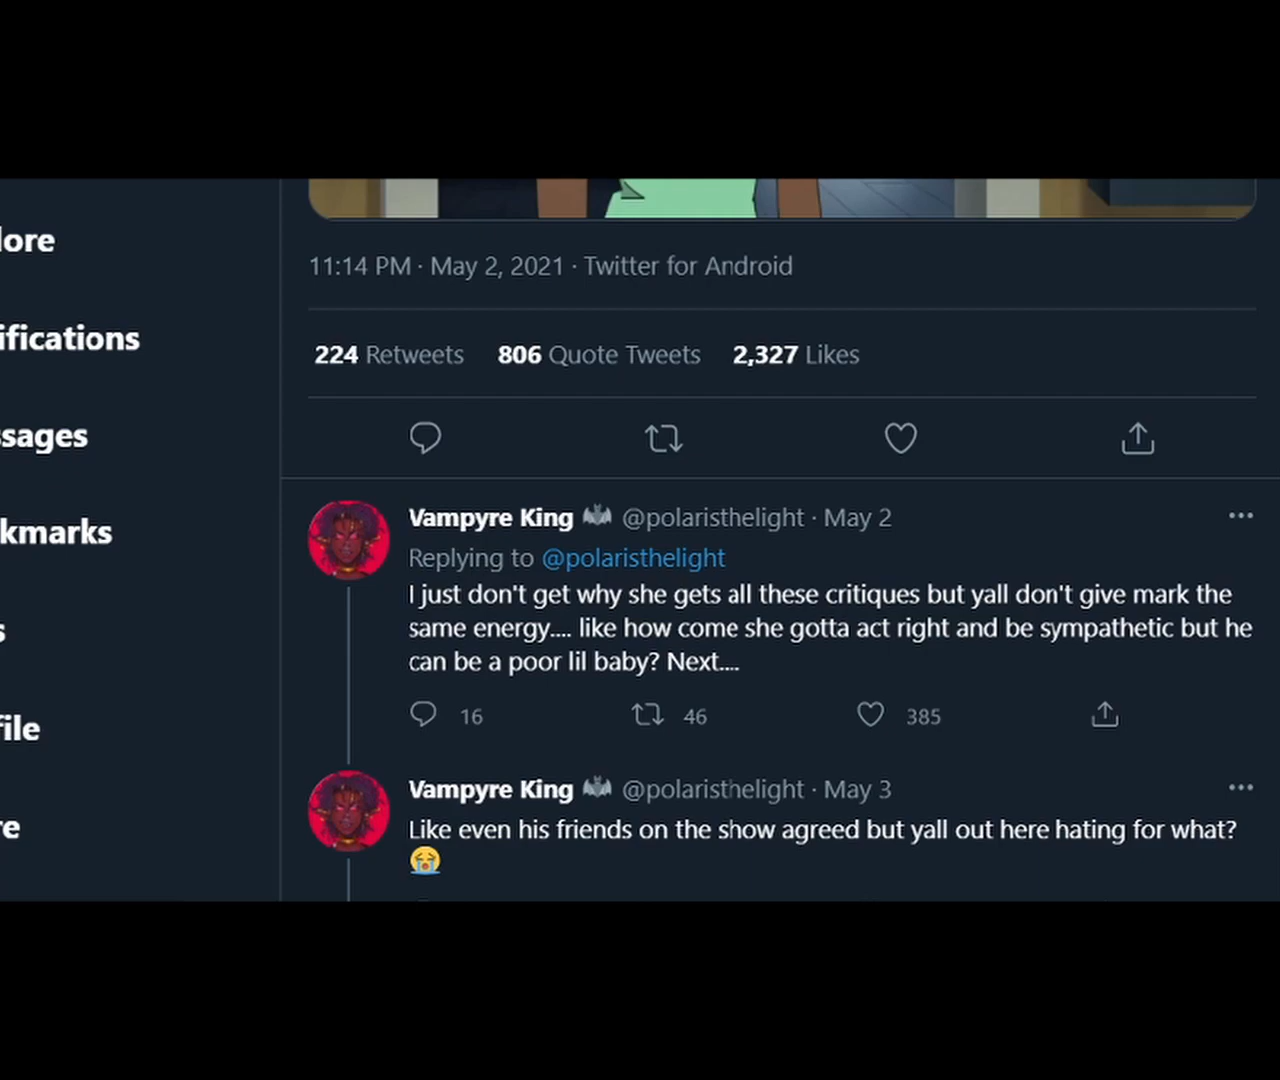 lore
ifications
ssages
kmarks
s
file
re
11:14 PM · May 2, 2021 · Twitter for Android
224 Retweets 806 Quote Tweets 2,327 Likes
Vampyre King 🦇 @polaristhelight · May 2
Replying to @polaristhelight
I just don't get why she gets all these critiques but yall don't give mark the
same energy.... like how come she gotta act right and be sympathetic but he
can be a poor lil baby? Next....
16 46 385
Vampyre King 🦇 @polaristhelight · May 3
Like even his friends on the show agreed but yall out here hating for what?
😭